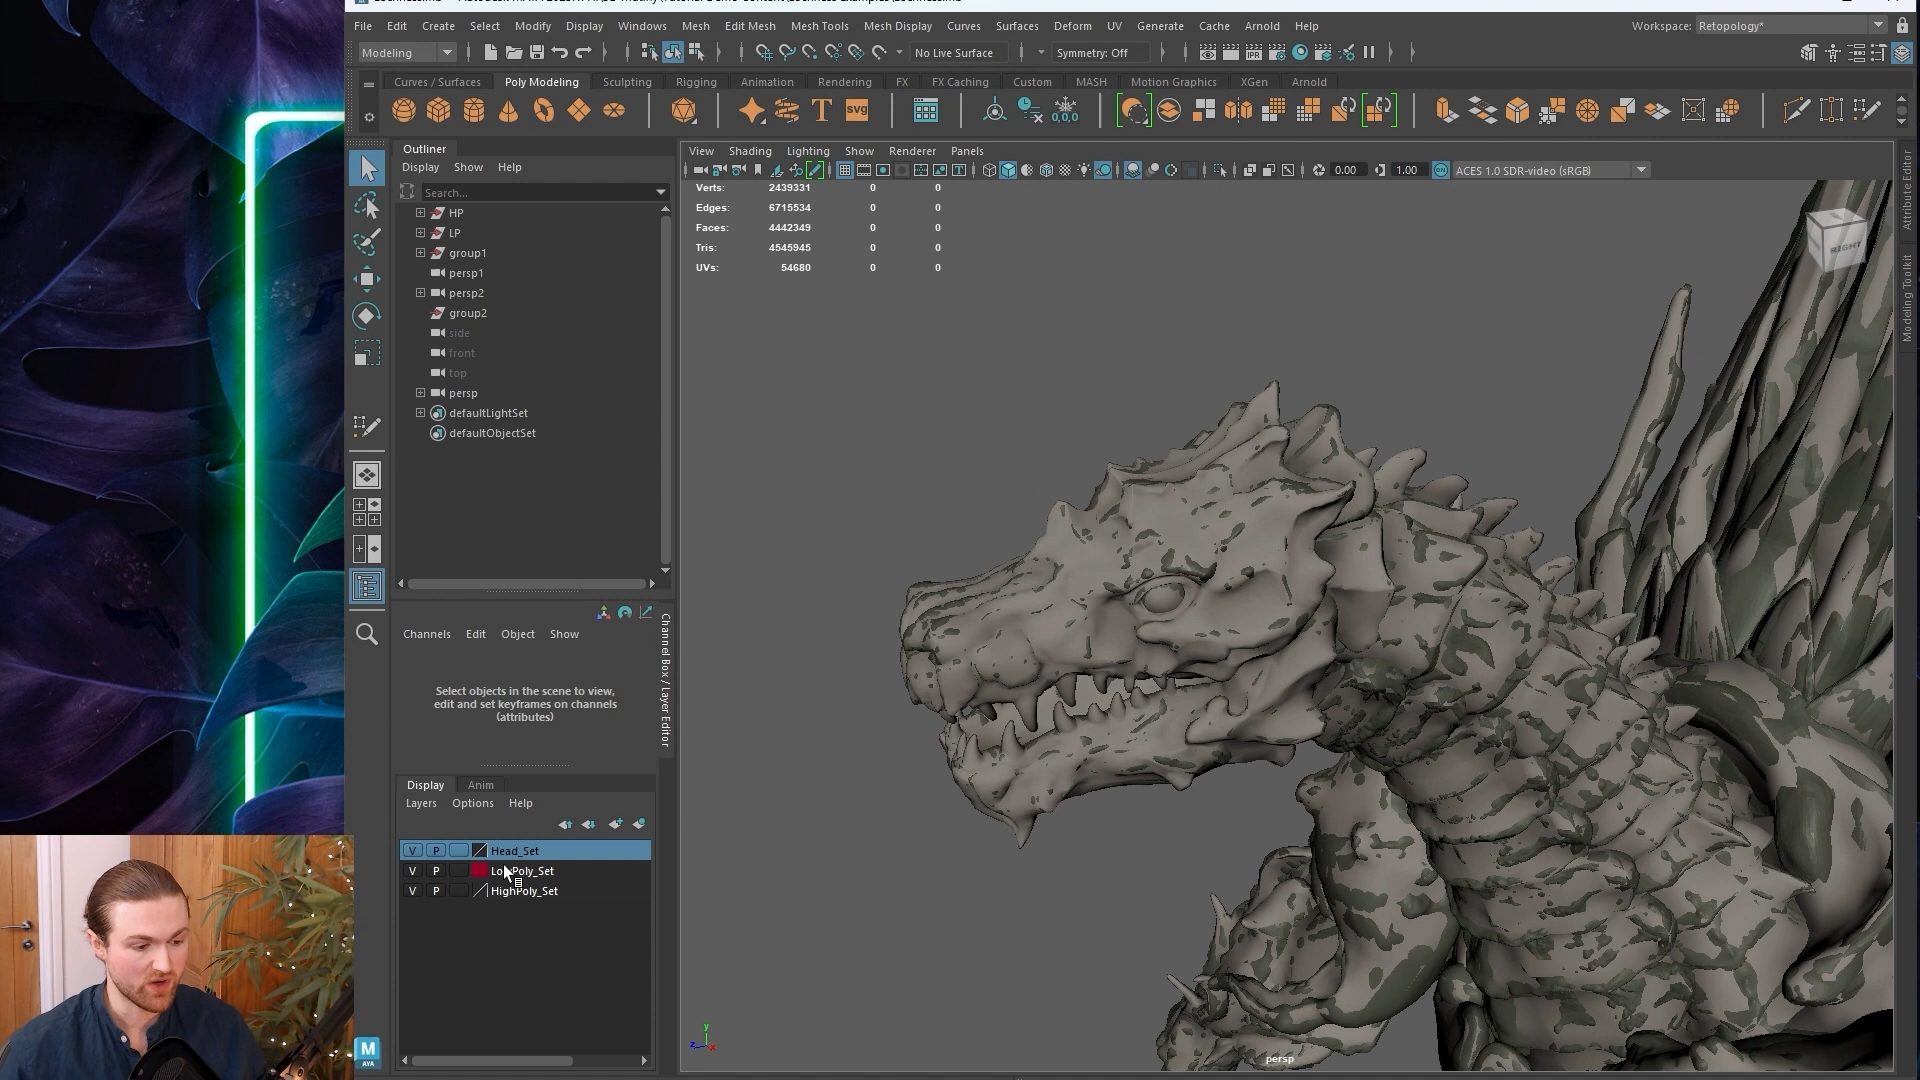 File Edit Create Select Modify Display Windows Mesh Edit Mesh Mesh Tools Mesh Display Curves Surfaces Deform UV Generate Cache Arnold Help Workspace: Retopology*
Modeling No Live Surface Symmetry: Off
Curves / Surfaces Poly Modeling Sculpting Rigging Animation Rendering FX FX Caching Custom MASH Motion Graphics XGen Arnold
T svg 0,0,0
Outliner
Display Show Help
Search...
HP
LP
group1
persp1
persp2
group2
side
front
top
persp
defaultLightSet
defaultObjectSet
View Shading Lighting Show Renderer Panels
0.00 1.00 ACES 1.0 SDR-video (sRGB)
Verts: 2439331 0 0
Edges: 6715534 0 0
Faces: 4442349 0 0
Tris: 4545945 0 0
UVs: 54680 0 0
RIGHT
Attribute Editor
Modeling Toolkit
Channels Edit Object Show
Select objects in the scene to view,
edit and set keyframes on channels
(attributes)
Channel Box / Layer Editor
Display Anim
Layers Options Help
V P Head_Set
V P LowPoly_Set
V P HighPoly_Set
M
AYA
y
z x
persp